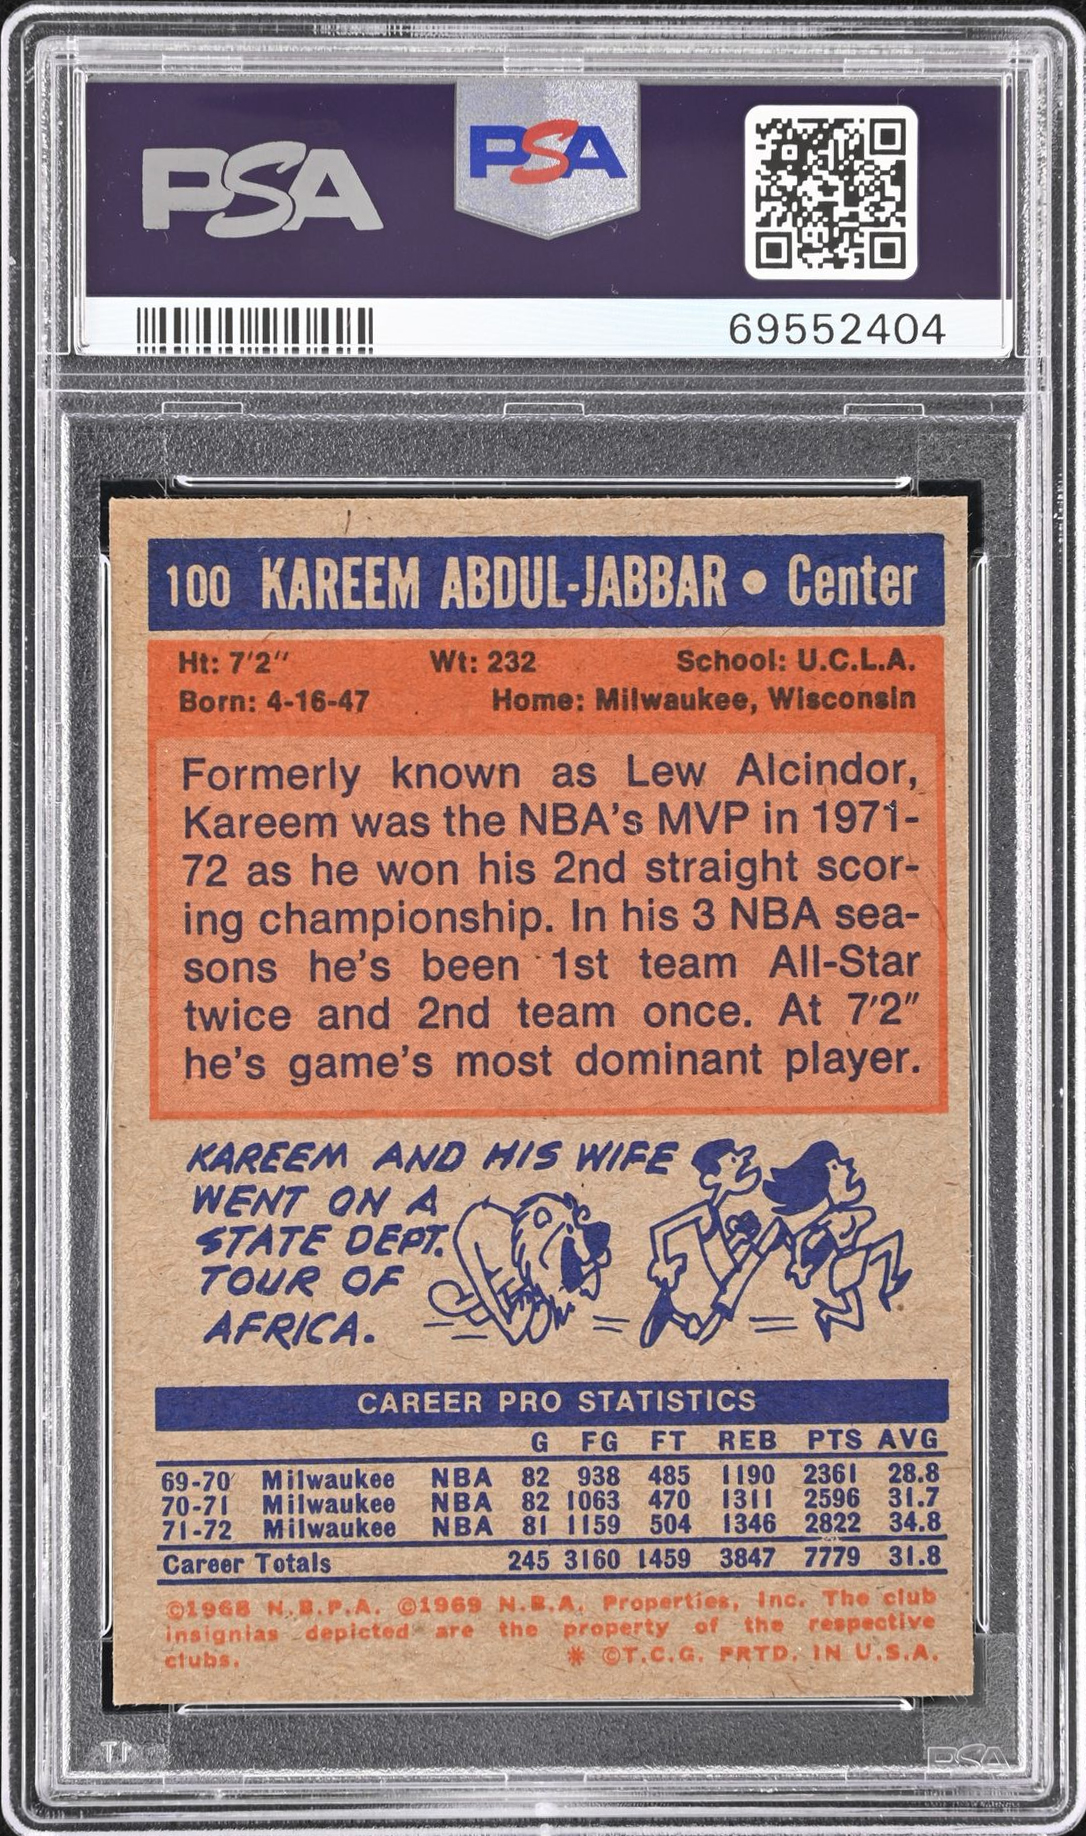 PSA
PSA
69552404
100 KAREEM ABDUL-JABBAR • Center
Ht: 7'2" Wt: 232 School: U.C.L.A.
Born: 4-16-47 Home: Milwaukee, Wisconsin
Formerly known as Lew Alcindor,
Kareem was the NBA's MVP in 1971-
72 as he won his 2nd straight scor-
ing championship. In his 3 NBA sea-
sons he's been 1st team All-Star
twice and 2nd team once. At 7'2"
he's game's most dominant player.
KAREEM AND HIS WIFE
WENT ON A
STATE DEPT.
TOUR OF
AFRICA.
CAREER PRO STATISTICS
G FG FT REB PTS AVG
69-70 Milwaukee NBA 82 938 485 1190 2361 28.8
70-71 Milwaukee NBA 82 1063 470 1311 2596 31.7
71-72 Milwaukee NBA 81 1159 504 1346 2822 34.8
Career Totals 245 3160 1459 3847 7779 31.8
©1968 N.B.P.A. ©1969 N.B.A. Properties, Inc. The club
insignias depicted are the property of the respective
clubs. * ©T.C.G. PRTD. IN U.S.A.
PSA